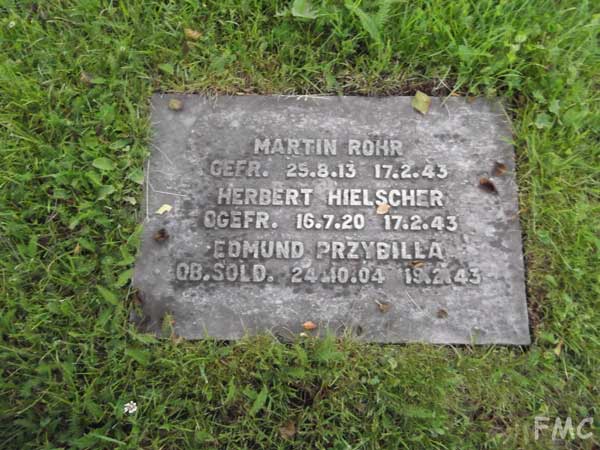 MARTIN ROHR
GEFR. 25.8.13 17.2.43
HERBERT HIELSCHER
OGEFR. 16.7.20 17.2.43
EDMUND PRZYBILLA
OB.SOLD. 24.10.04 19.2.43
FMC